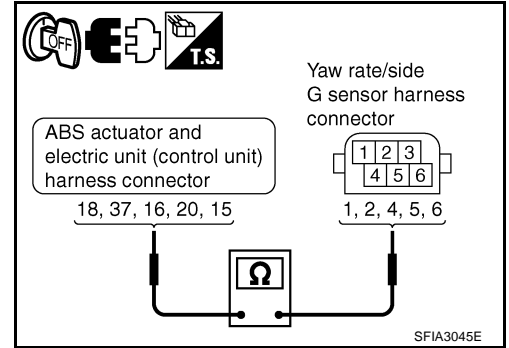 OFF
T.S.
Yaw rate/side
G sensor harness
connector
ABS actuator and
electric unit (control unit)
harness connector
1 2 3
4 5 6
18, 37, 16, 20, 15
1, 2, 4, 5, 6
Ω
SFIA3045E